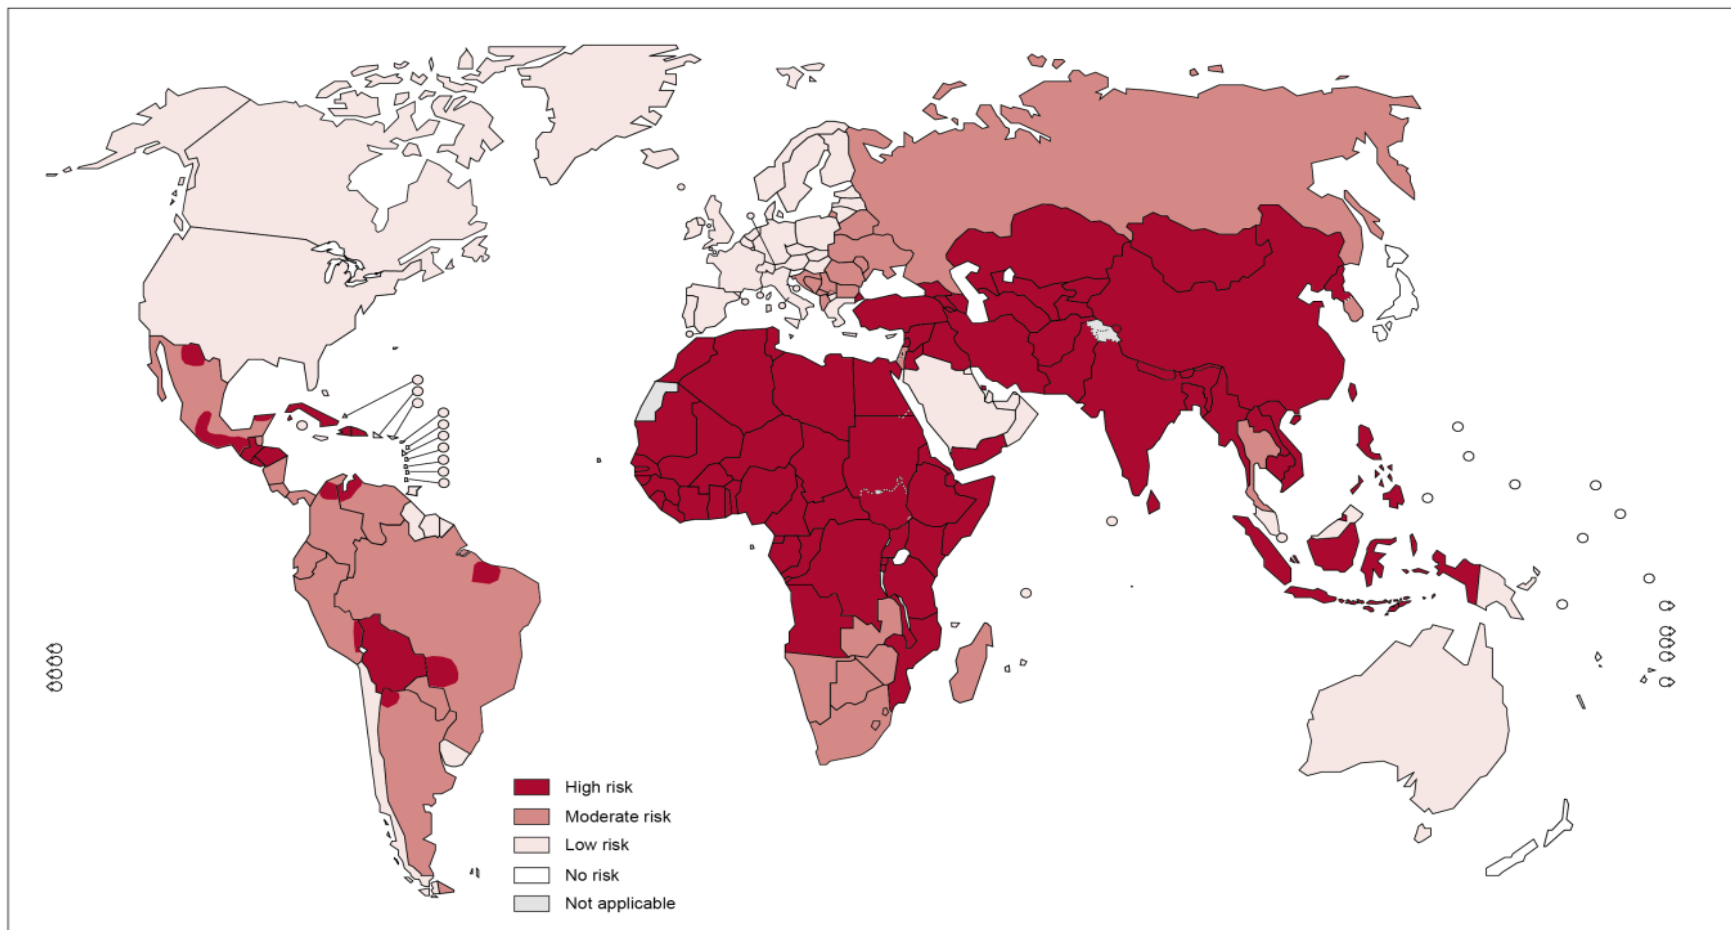 High risk
Moderate risk
Low risk
No risk
Not applicable